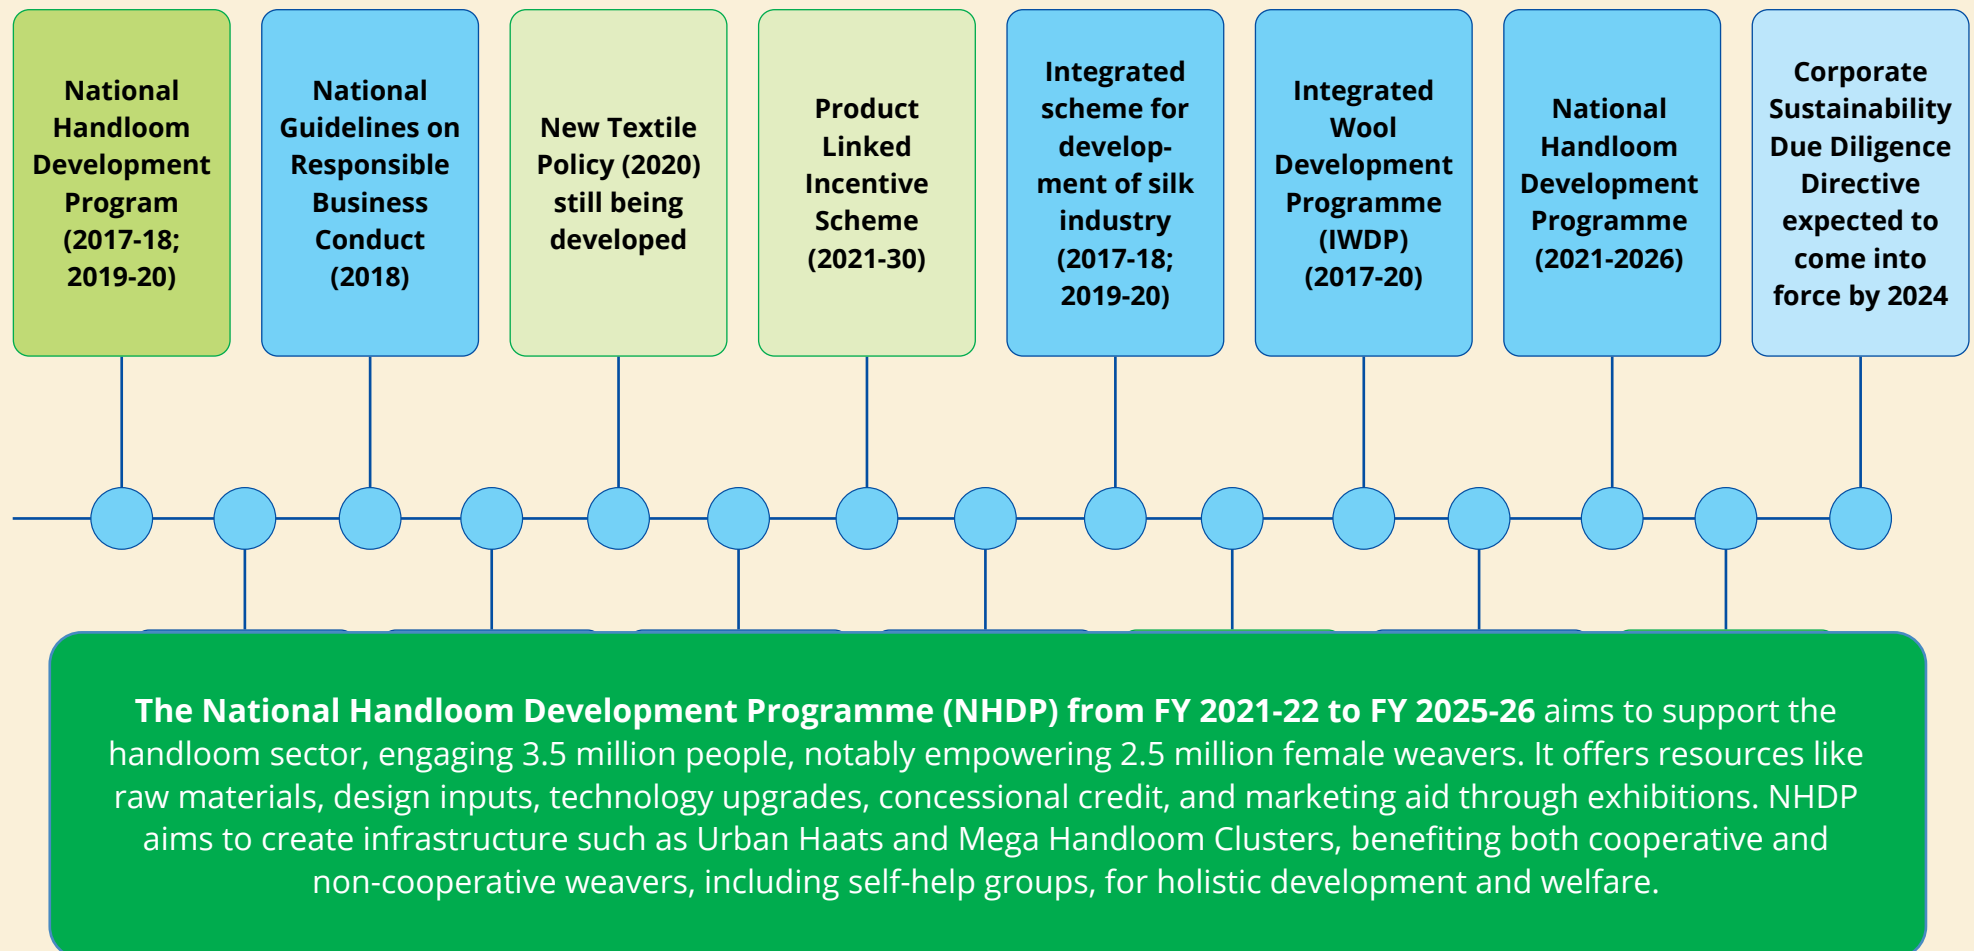 National
Handloom
Development
Program
(2017-18;
2019-20)
National
Guidelines on
Responsible
Business
Conduct
(2018)
New Textile
Policy (2020)
still being
developed
Product
Linked
Incentive
Scheme
(2021-30)
Integrated
scheme for
develop-
ment of silk
industry
(2017-18;
2019-20)
Integrated
Wool
Development
Programme
(IWDP)
(2017-20)
National
Handloom
Development
Programme
(2021-2026)
Corporate
Sustainability
Due Diligence
Directive
expected to
come into
force by 2024
The National Handloom Development Programme (NHDP) from FY 2021-22 to FY 2025-26 aims to support the
handloom sector, engaging 3.5 million people, notably empowering 2.5 million female weavers. It offers resources like
raw materials, design inputs, technology upgrades, concessional credit, and marketing aid through exhibitions. NHDP
aims to create infrastructure such as Urban Haats and Mega Handloom Clusters, benefiting both cooperative and
non-cooperative weavers, including self-help groups, for holistic development and welfare.